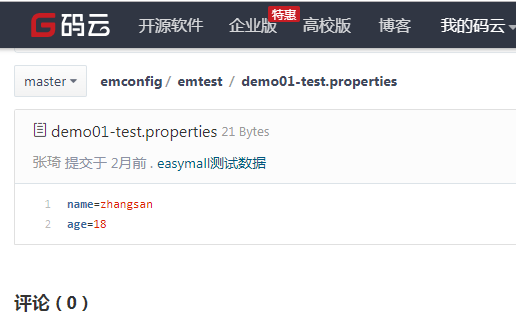 码云 开源软件 企业版 特惠 高校版 博客 我的码云
master emconfig / emtest / demo01-test.properties
demo01-test.properties 21 Bytes
张琦 提交于 2月前 . easymall测试数据
1 name=zhangsan
2 age=18
评论（0）